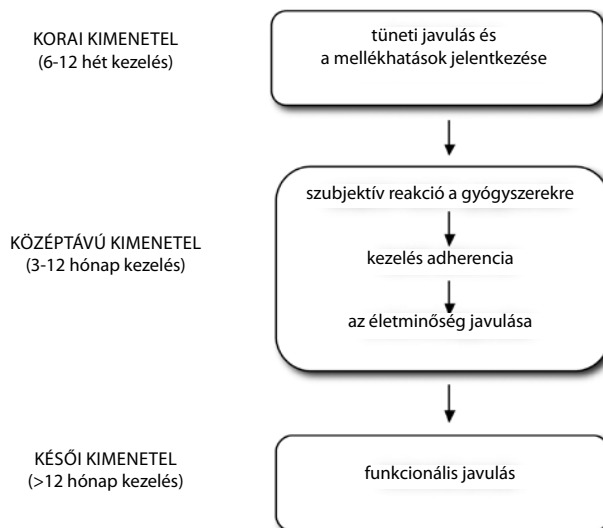 KORAI KIMENETEL
(6-12 hét kezelés)
tüneti javulás és
a mellékhatások jelentkezése
szubjektív reakció a gyógyszerekre
KÖZÉPTÁVÚ KIMENETEL
(3-12 hónap kezelés)
kezelés adherencia
az életminőség javulása
KÉSŐI KIMENETEL
(>12 hónap kezelés)
funkcionális javulás